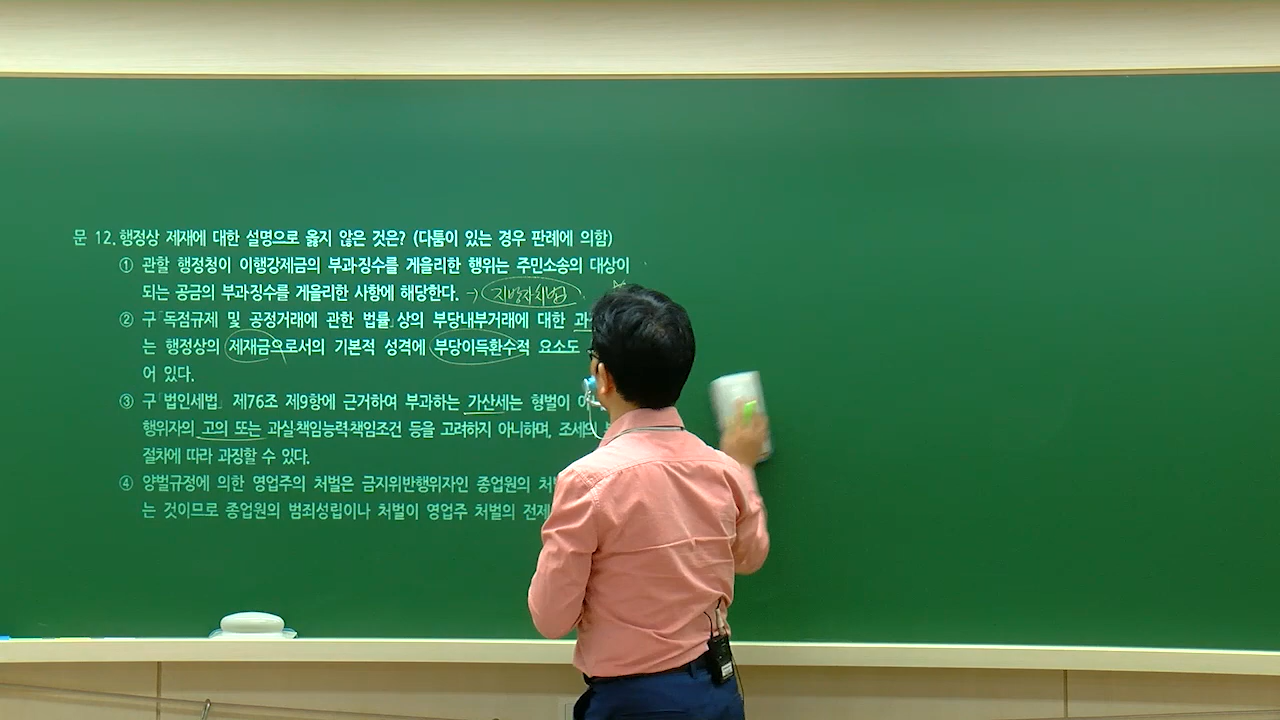 문 12. 행정상 제재에 대한 설명으로 옳지 않은 것은? (다툼이 있는 경우 판례에 의함)
① 관할 행정청이 이행강제금의 부과·징수를 게을리한 행위는 주민소송의 대상이
되는 공금의 부과·징수를 게을리한 사항에 해당한다. → 지방자치법
② 구「독점규제 및 공정거래에 관한 법률」상의 부당내부거래에 대한
는 행정상의 제재금으로서의 기본적 성격에 부당이득환수적 요소도
어 있다.
③ 구「법인세법」 제76조 제9항에 근거하여 부과하는 가산세는 형벌이
행위자의 고의 또는 과실·책임능력·책임조건 등을 고려하지 아니하며, 조세의
절차에 따라 과징할 수 있다.
④ 양벌규정에 의한 영업주의 처벌은 금지위반행위자인 종업원의
는 것이므로 종업원의 범죄성립이나 처벌이 영업주 처벌의